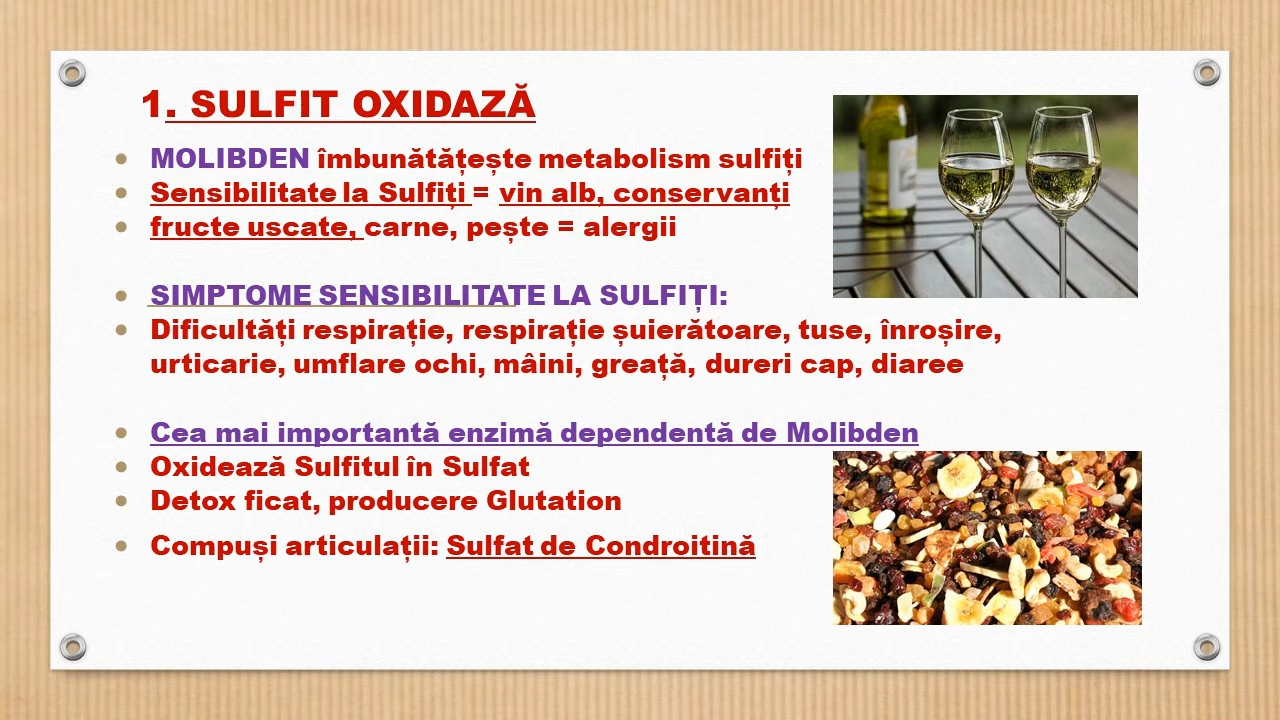 1. SULFIT OXIDAZĂ
MOLIBDEN îmbunătățește metabolism sulfiți
Sensibilitate la Sulfiți = vin alb, conservanți
fructe uscate, carne, pește = alergii
SIMPTOME SENSIBILITATE LA SULFIȚI:
Dificultăți respirație, respirație șuierătoare, tuse, înroșire,
urticarie, umflare ochi, mâini, greață, dureri cap, diaree
Cea mai importantă enzimă dependentă de Molibden
Oxidează Sulfitul în Sulfat
Detox ficat, producere Glutation
Compuși articulații: Sulfat de Condroitină